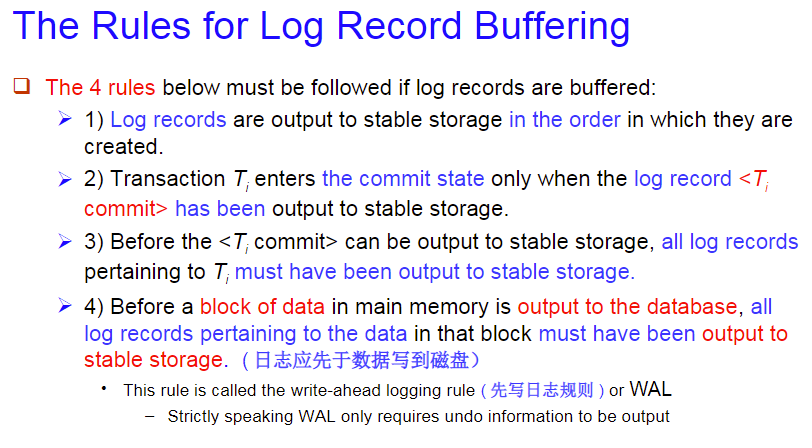 The Rules for Log Record Buffering
The 4 rules below must be followed if log records are buffered:
1) Log records are output to stable storage in the order in which they are
created.
2) Transaction Ti enters the commit state only when the log record <Ti
commit> has been output to stable storage.
3) Before the <Ti commit> can be output to stable storage, all log records
pertaining to Ti must have been output to stable storage.
4) Before a block of data in main memory is output to the database, all
log records pertaining to the data in that block must have been output to
stable storage. (日志应先于数据写到磁盘)
• This rule is called the write-ahead logging rule (先写日志规则) or WAL
– Strictly speaking WAL only requires undo information to be output